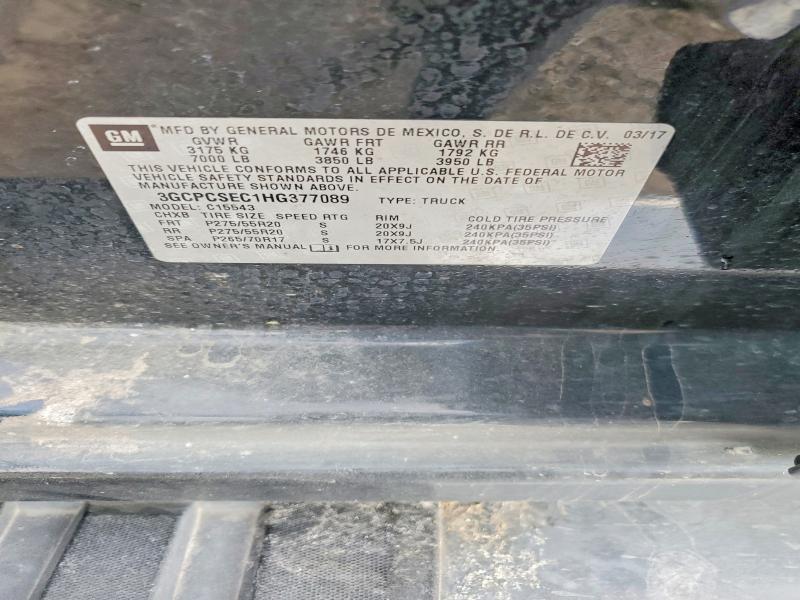 GM MFD BY GENERAL MOTORS DE MEXICO, S. DE R.L. DE C.V. 03/17
GVWR GAWR FRT GAWR RR
3175 KG 1746 KG 1792 KG
7000 LB 3850 LB 3950 LB
THIS VEHICLE CONFORMS TO ALL APPLICABLE U.S. FEDERAL MOTOR
VEHICLE SAFETY STANDARDS IN EFFECT ON THE DATE OF
MANUFACTURE SHOWN ABOVE.
3GCPCSEC1HG377089 TYPE: TRUCK
MODEL: C15543
CHXB TIRE SIZE SPEED RTG RIM COLD TIRE PRESSURE
FRT P275/55R20 S 20X9J 240KPA(35PSI)
RR P275/55R20 S 20X9J 240KPA(35PSI)
SPA P265/70R17 S 17X7.5J 240KPA(35PSI)
SEE OWNER'S MANUAL FOR MORE INFORMATION.